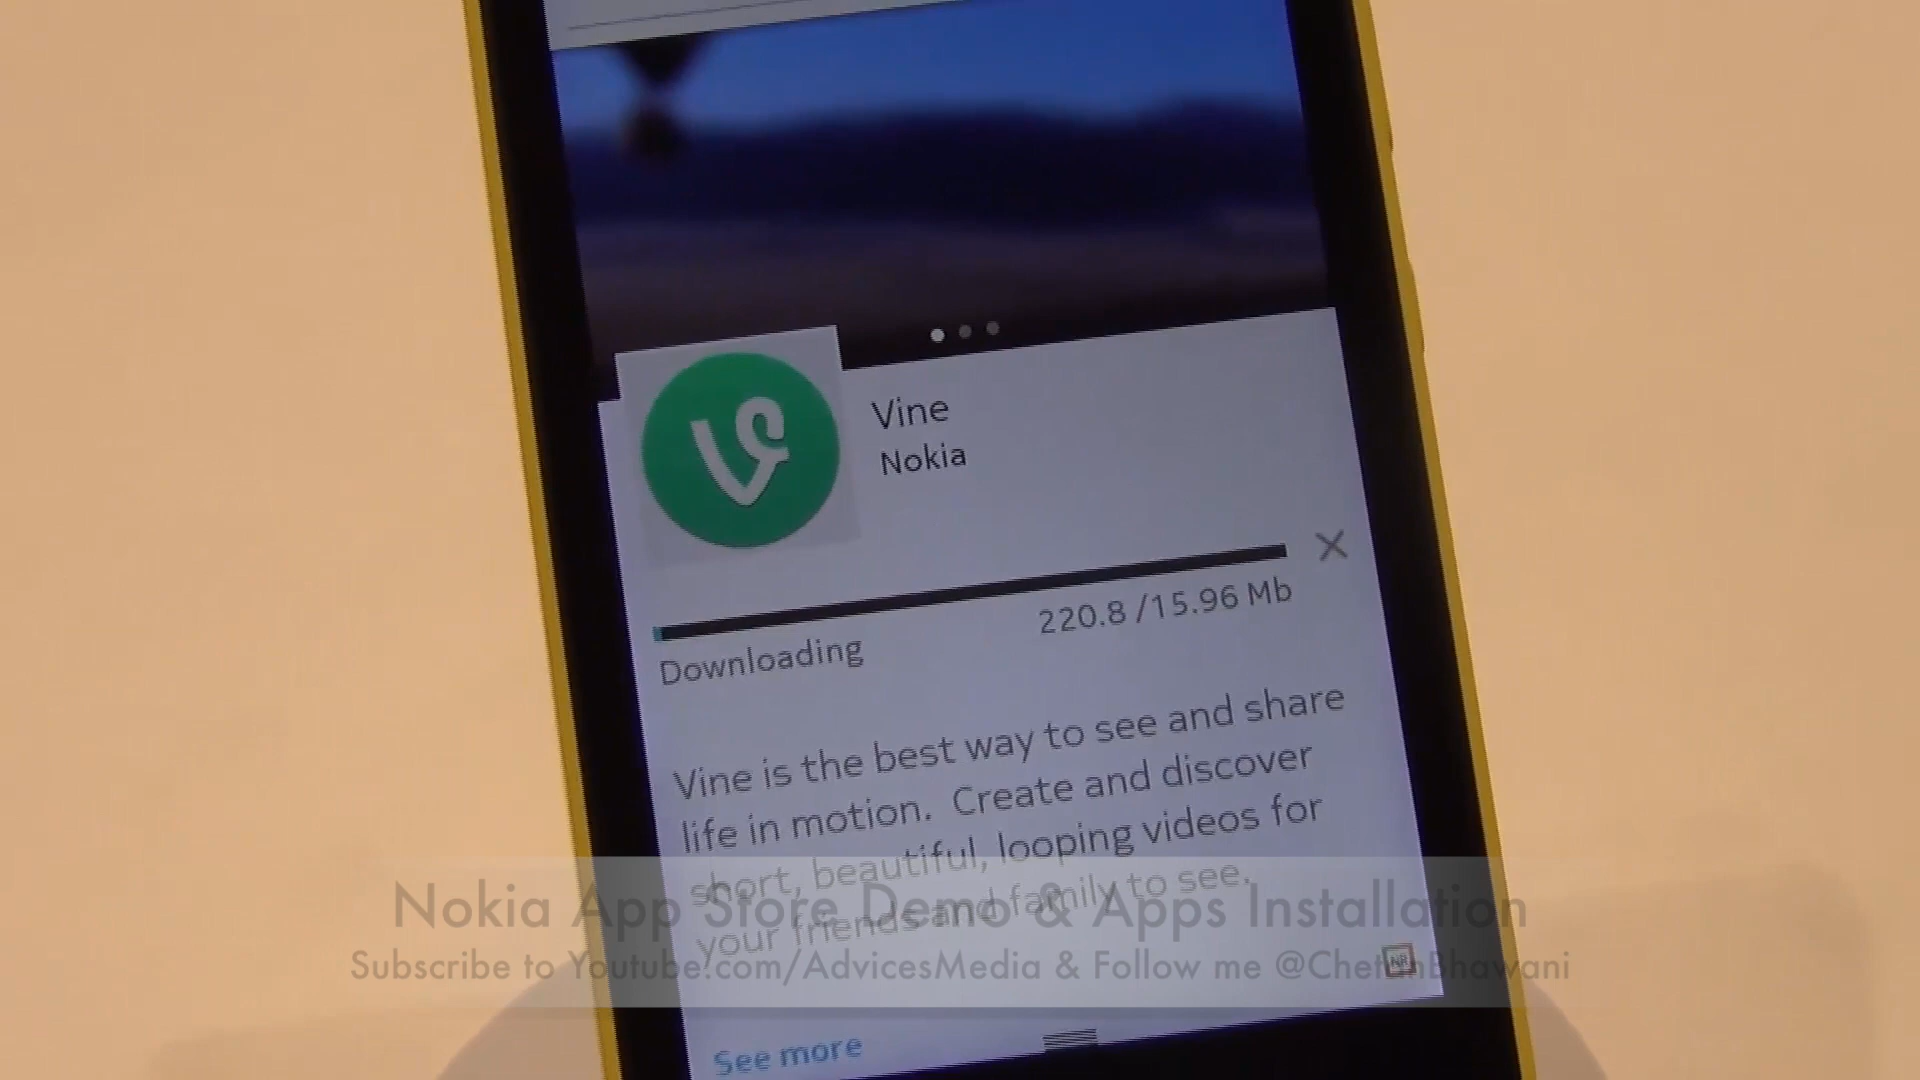 Vine
Nokia
220.8 /15.96 Mb
Downloading
Vine is the best way to see and share
life in motion. Create and discover
short, beautiful, looping videos for
your friends and family to see.
Nokia App Store Demo & Apps Installation
Subscribe to Youtube.com/AdvicesMedia & Follow me @ChetanBhawani
NR
See more